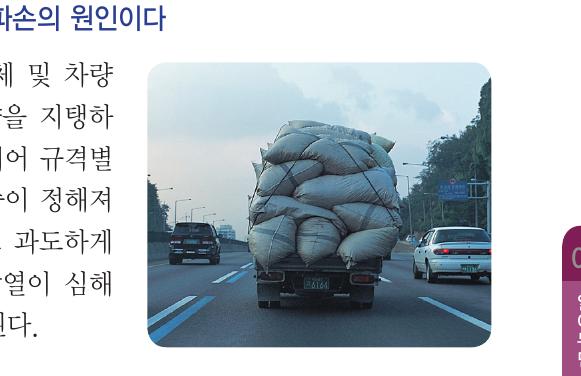 파손의 원인이다
체 및 차량
을 지탱하
어 규격별
이 정해져
과도하게
열이 심해
된다.
6164